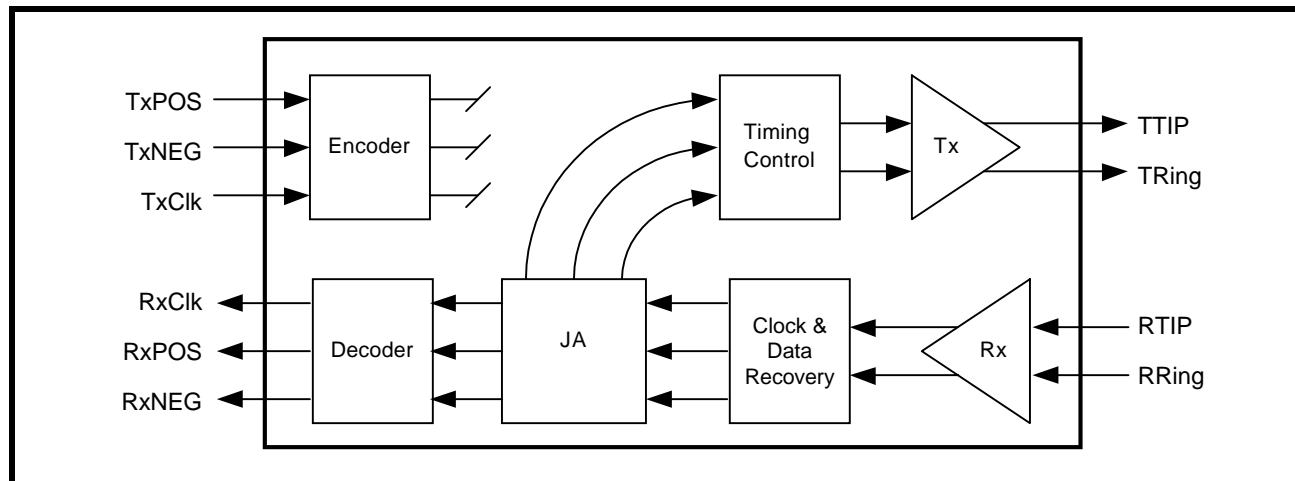 TxPOS
TxNEG
TxClk
Encoder
Timing
Control
Tx
TTIP
TRing
RxClk
RxPOS
RxNEG
Decoder
JA
Clock &
Data
Recovery
Rx
RTIP
RRing